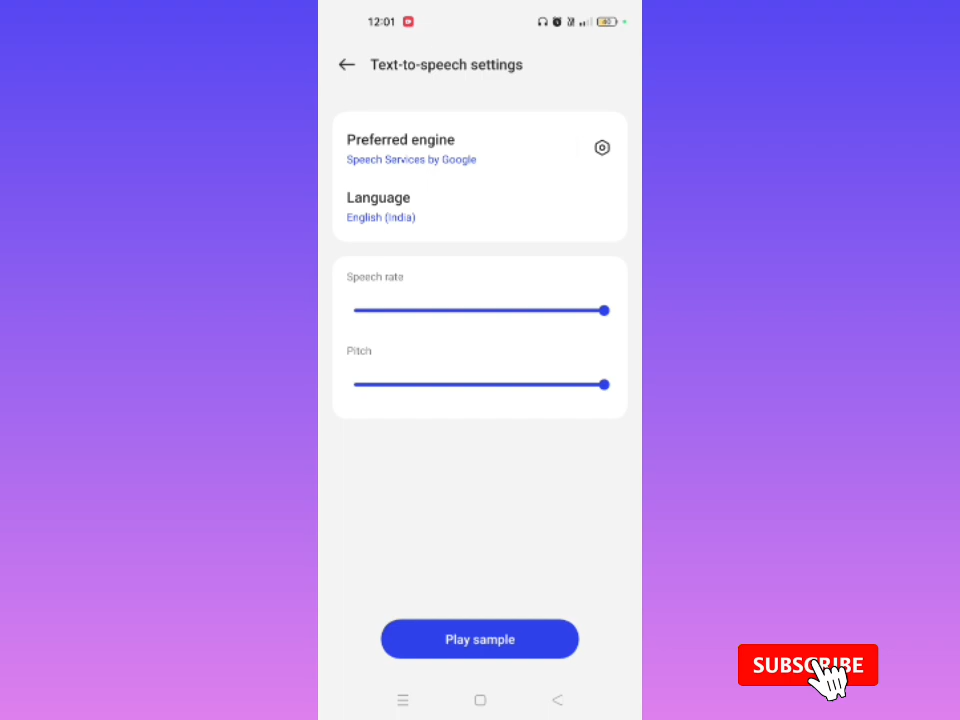 12:01
Text-to-speech settings
Preferred engine
Speech Services by Google
Language
English (India)
Speech rate
Pitch
Play sample
SUBSCRIBE